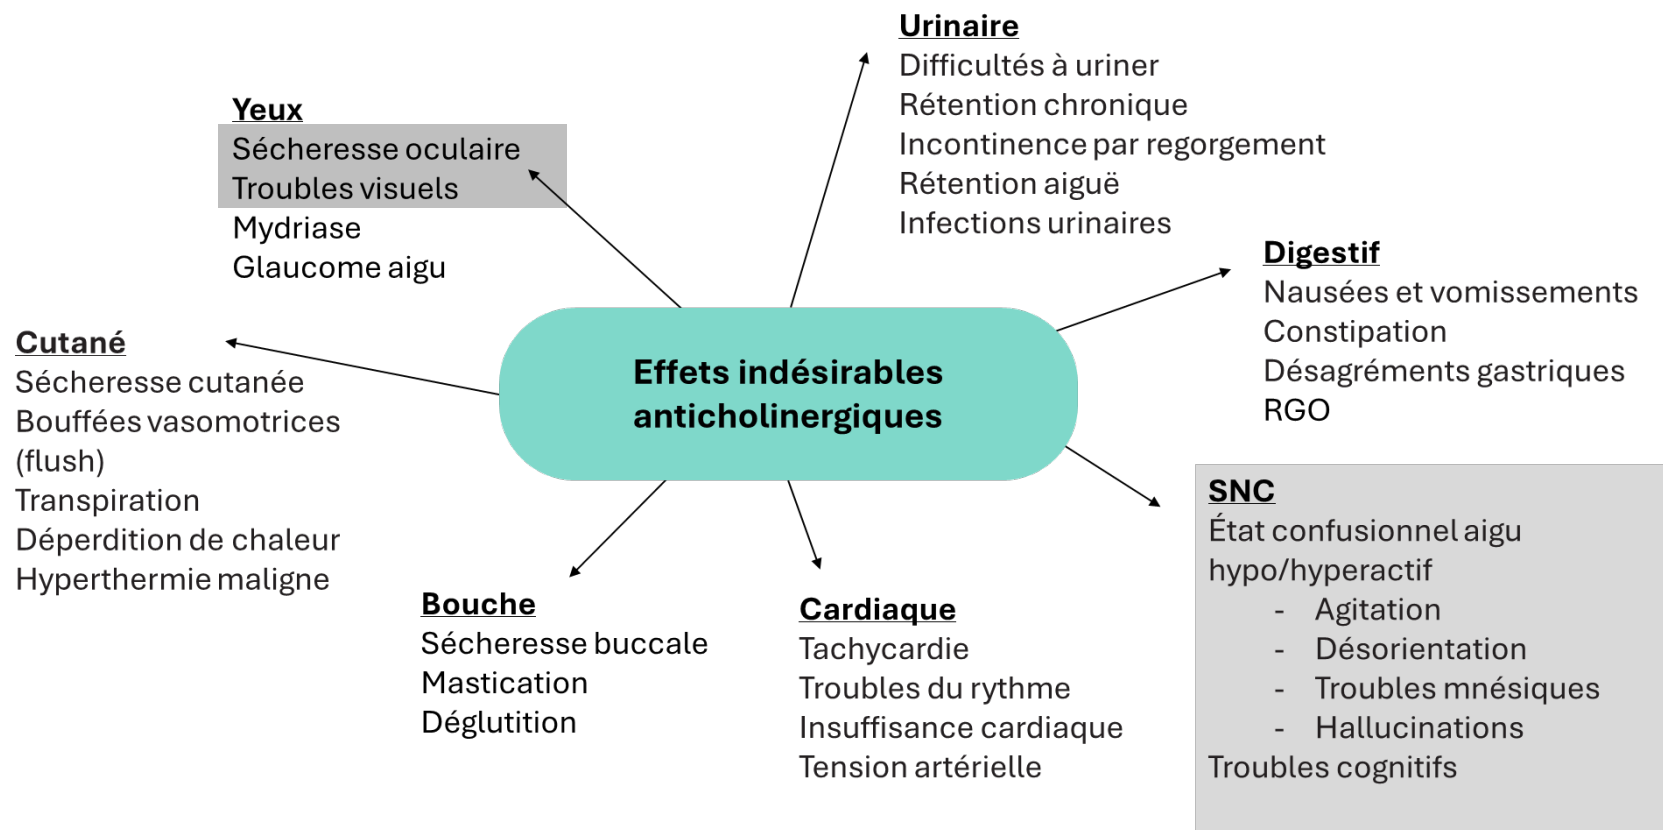 Urinaire
Difficultés à uriner
Rétention chronique
Incontinence par regorgement
Rétention aiguë
Infections urinaires
Yeux
Sécheresse oculaire
Troubles visuels
Mydriase
Glaucome aigu
Digestif
Nausées et vomissements
Constipation
Désagréments gastriques
RGO
Cutané
Sécheresse cutanée
Bouffées vasomotrices
(flush)
Transpiration
Déperdition de chaleur
Hyperthermie maligne
Effets indésirables
anticholinergiques
SNC
État confusionnel aigu
hypo/hyperactif
- Agitation
- Désorientation
- Troubles mnésiques
- Hallucinations
Troubles cognitifs
Bouche
Sécheresse buccale
Mastication
Déglutition
Cardiaque
Tachycardie
Troubles du rythme
Insuffisance cardiaque
Tension artérielle